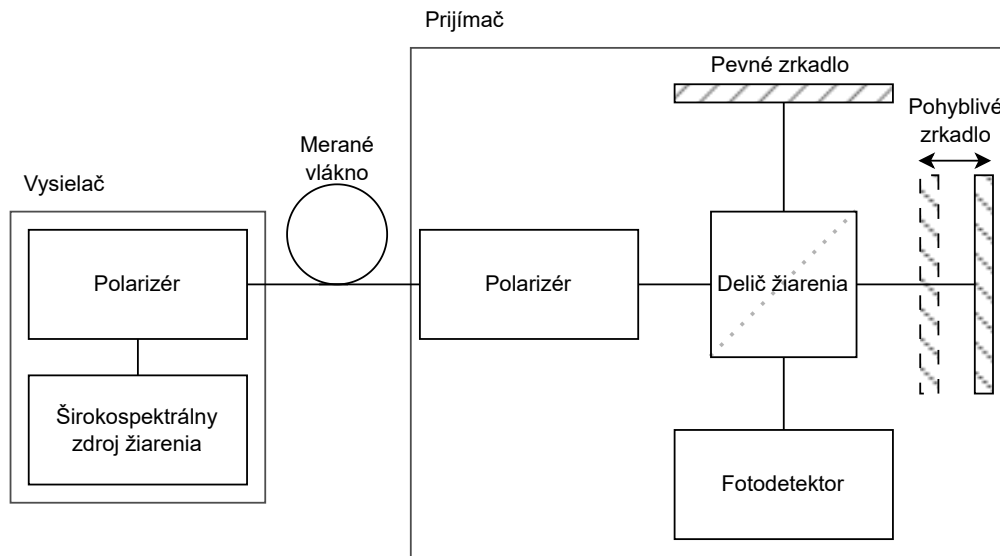 Prijímač
Pevné zrkadlo
Pohyblivé
zrkadlo
Merané
vlákno
Vysielač
Polarizér
Polarizér
Delič žiarenia
Širokospektrálny
zdroj žiarenia
Fotodetektor